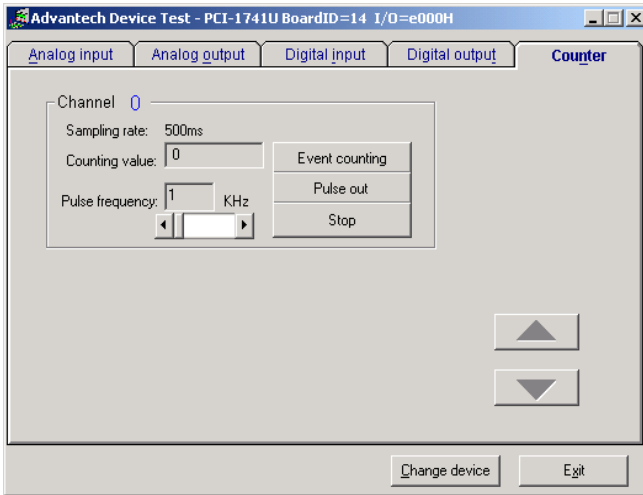 Advantech Device Test - PCI-1741U BoardID=14 I/O=e000H
Analog input Analog output Digital input Digital output Counter
Channel 0
Sampling rate: 500ms
Counting value: 0
Event counting
Pulse out
Pulse frequency: 1 KHz
Stop
Change device Exit